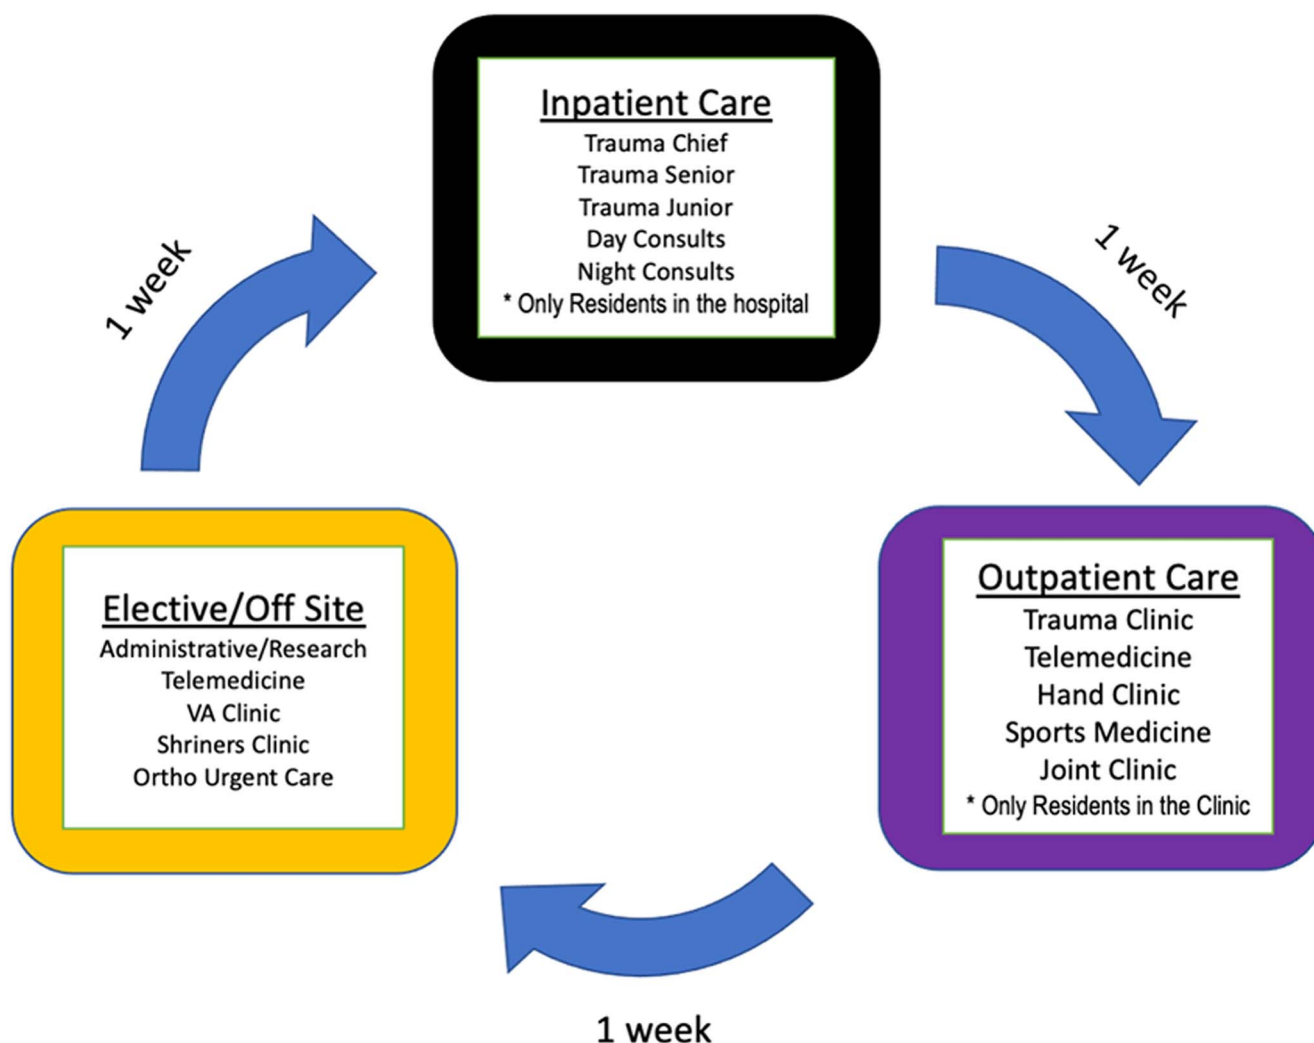 Inpatient Care
Trauma Chief
Trauma Senior
Trauma Junior
Day Consults
Night Consults
* Only Residents in the hospital
1 week
1 week
Elective/Off Site
Administrative/Research
Telemedicine
VA Clinic
Shriners Clinic
Ortho Urgent Care
Outpatient Care
Trauma Clinic
Telemedicine
Hand Clinic
Sports Medicine
Joint Clinic
* Only Residents in the Clinic
1 week